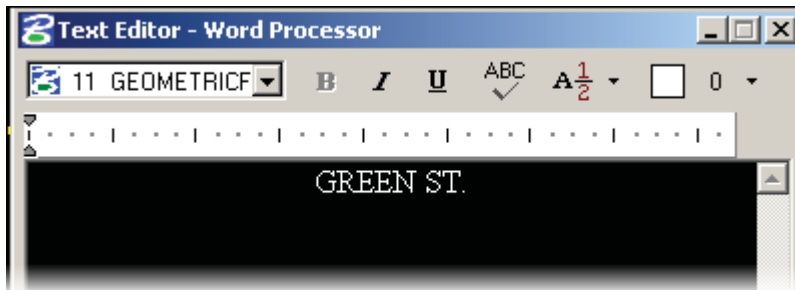 Text Editor - Word Processor
11 GEOMETRICF B I U ABC A1/2 0
GREEN ST.